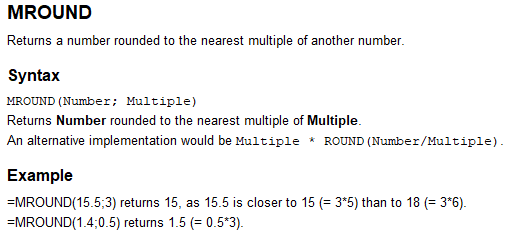 MROUND
Returns a number rounded to the nearest multiple of another number.
Syntax
MROUND(Number; Multiple)
Returns Number rounded to the nearest multiple of Multiple.
An alternative implementation would be Multiple * ROUND(Number/Multiple).
Example
=MROUND(15.5;3) returns 15, as 15.5 is closer to 15 (= 3*5) than to 18 (= 3*6).
=MROUND(1.4;0.5) returns 1.5 (= 0.5*3).